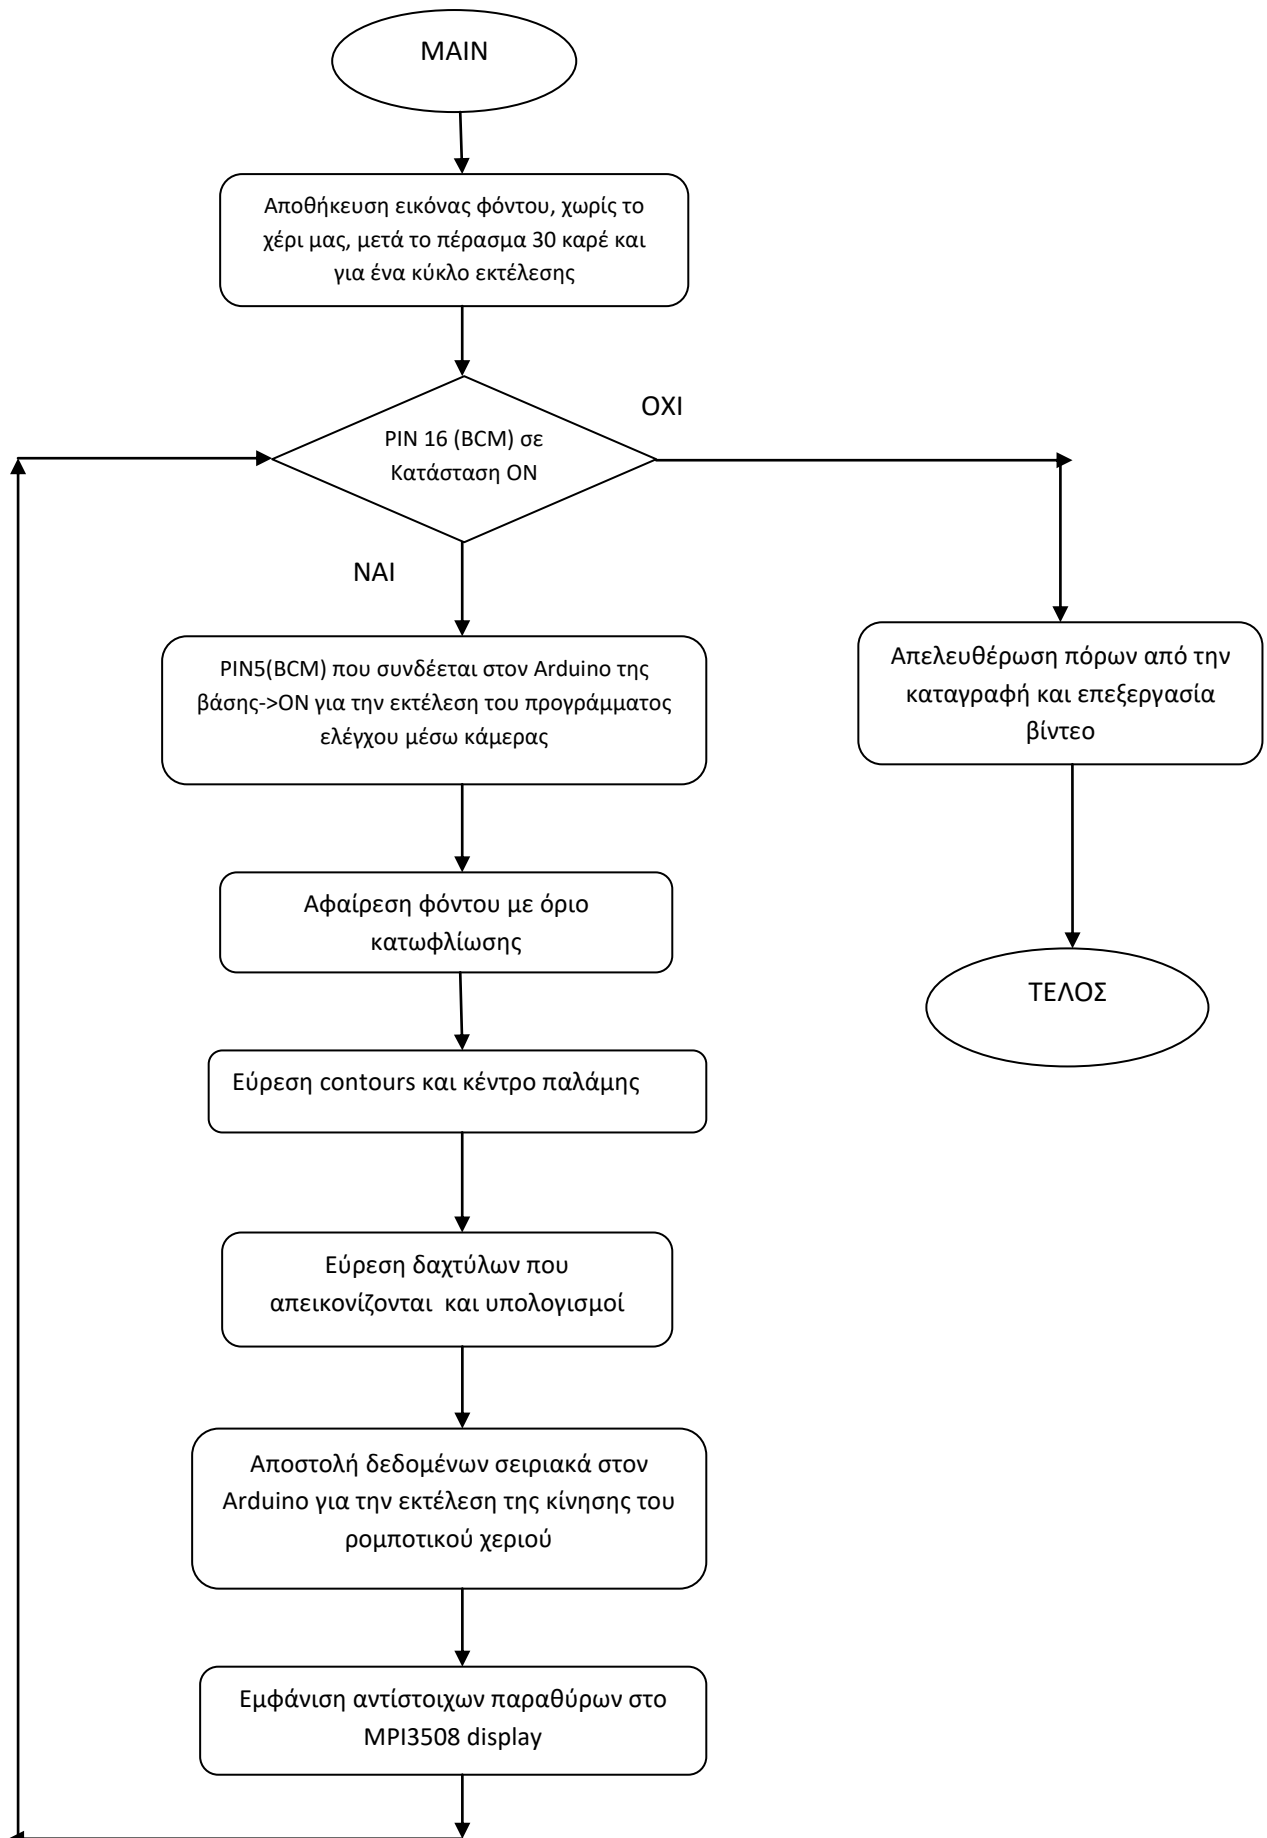 MAIN
Αποθήκευση εικόνας φόντου, χωρίς το
χέρι μας, μετά το πέρασμα 30 καρέ και
για ένα κύκλο εκτέλεσης
ΟΧΙ
PIN 16 (BCM) σε
Κατάσταση ON
ΝΑΙ
PIN5(BCM) που συνδέεται στον Arduino της
βάσης->ON για την εκτέλεση του προγράμματος
ελέγχου μέσω κάμερας
Απελευθέρωση πόρων από την
καταγραφή και επεξεργασία
βίντεο
Αφαίρεση φόντου με όριο
κατωφλίωσης
ΤΕΛΟΣ
Εύρεση contours και κέντρο παλάμης
Εύρεση δαχτύλων που
απεικονίζονται και υπολογισμοί
Αποστολή δεδομένων σειριακά στον
Arduino για την εκτέλεση της κίνησης του
ρομποτικού χεριού
Εμφάνιση αντίστοιχων παραθύρων στο
MPI3508 display